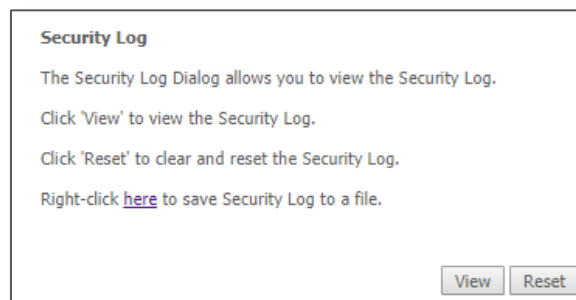 Security Log
The Security Log Dialog allows you to view the Security Log.
Click 'View' to view the Security Log.
Click 'Reset' to clear and reset the Security Log.
Right-click here to save Security Log to a file.
View Reset